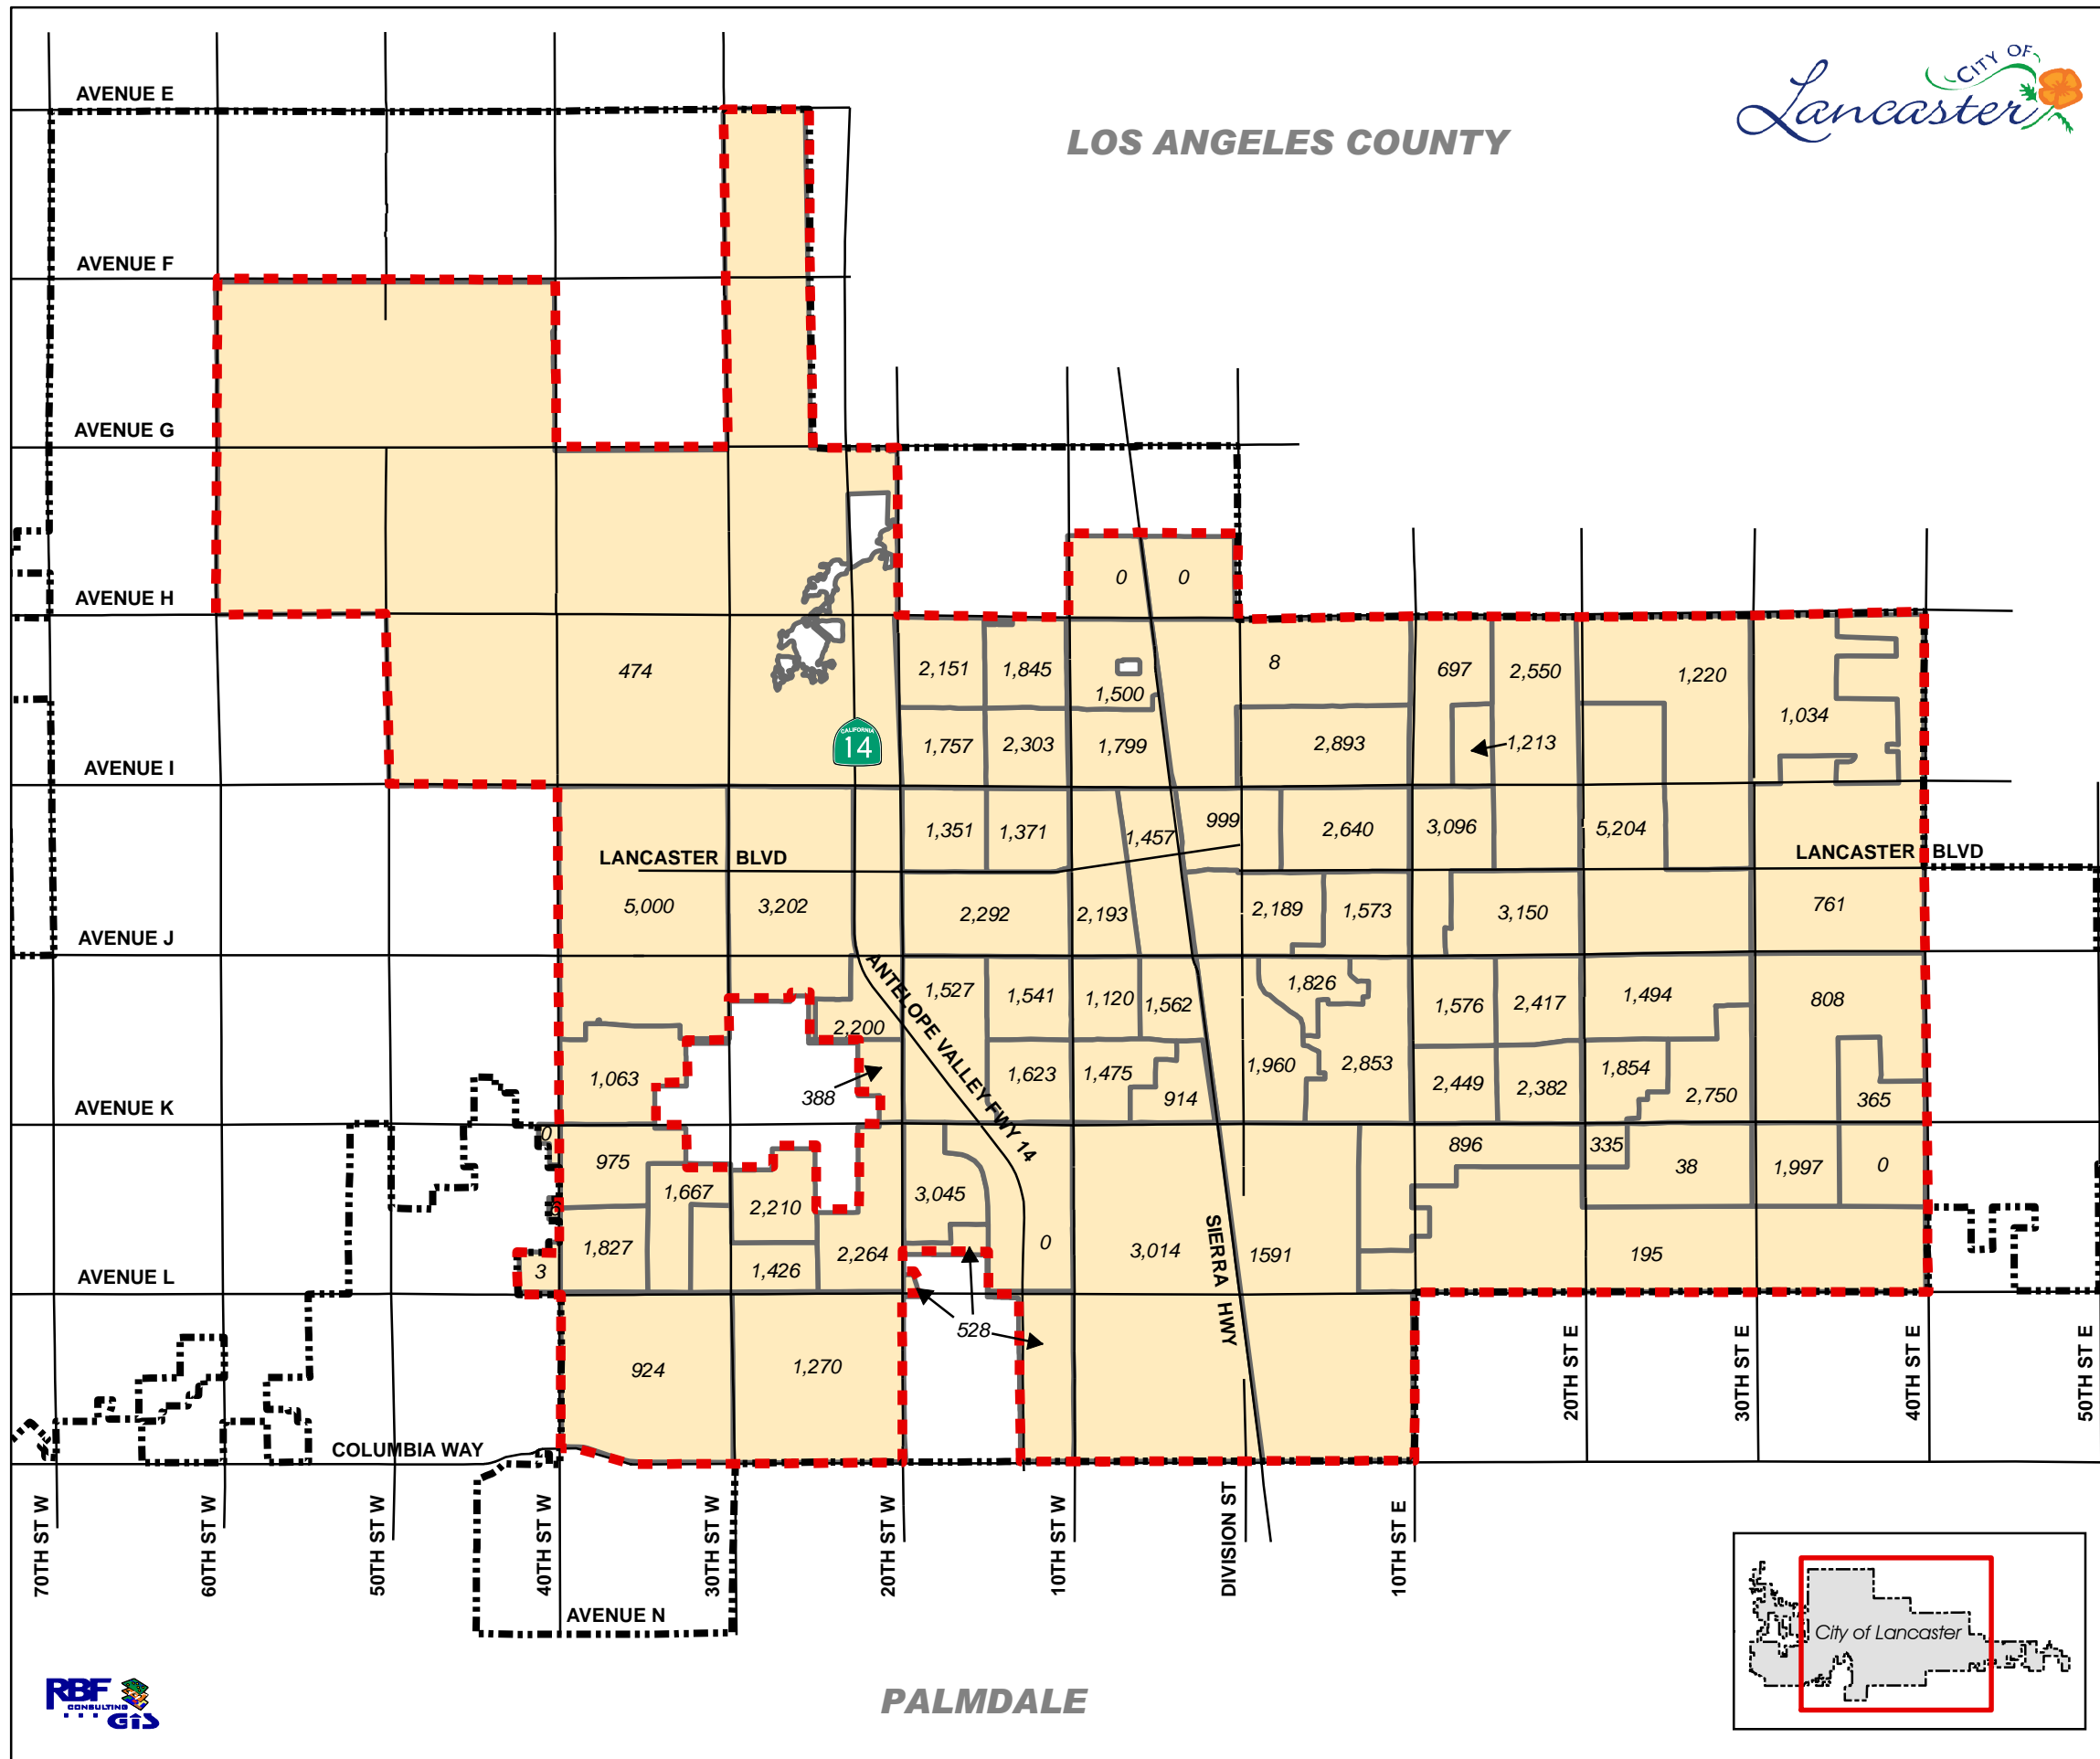 CITY OF
Lancaster
LOS ANGELES COUNTY
AVENUE E
AVENUE F
AVENUE G
AVENUE H
0 0
474
2,151 1,845 1,500 8 697 2,550 1,220
1,034
CALIFORNIA
14
1,757 2,303 1,799 2,893 1,213
AVENUE I
1,351 1,371 1,457 999 2,640 3,096 5,204
LANCASTER BLVD
LANCASTER BLVD
5,000 3,202 2,292 2,193 2,189 1,573 3,150 761
AVENUE J
ANTELOPE VALLEY FWY 14
1,527 1,541 1,120 1,562 1,826 1,576 2,417 1,494 808
2,200
1,063 388 1,623 1,475 914 1,960 2,853 2,449 2,382 1,854 2,750 365
AVENUE K
0
975 1,667 2,210 3,045 896 335 38 1,997 0
1,827 1,426 2,264 0 3,014 1591 195
SIERRA HWY
AVENUE L
3
528
924 1,270
COLUMBIA WAY
70TH ST W
60TH ST W
50TH ST W
40TH ST W
30TH ST W
20TH ST W
10TH ST W
DIVISION ST
10TH ST E
20TH ST E
30TH ST E
40TH ST E
50TH ST E
AVENUE N
PALMDALE
RBF
CONSULTING
GIS
City of Lancaster